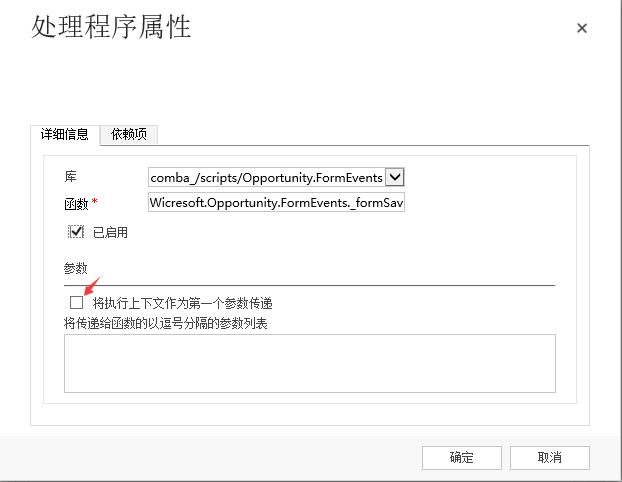 处理程序属性
详细信息 依赖项
库 comba_/scripts/Opportunity.FormEvents
函数 * Wicresoft.Opportunity.FormEvents._formSav
已启用
参数
将执行上下文作为第一个参数传递
将传递给函数的以逗号分隔的参数列表
确定 取消